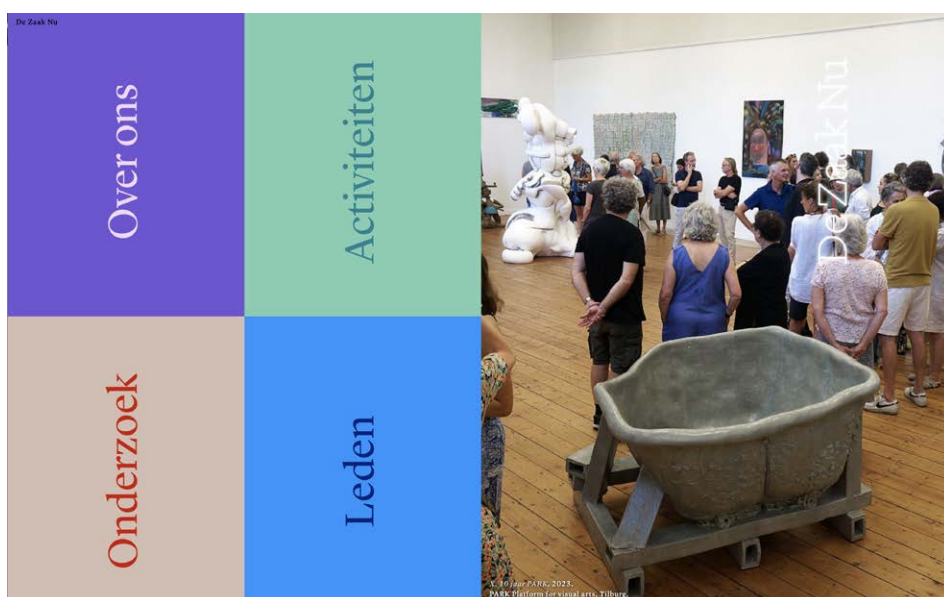 De Zaak Nu
Over ons
Activiteiten
De Zaak Nu
Onderzoek
Leden
X, 10 jaar PARK, 2023,
PARK Platform for visual arts, Tilburg.